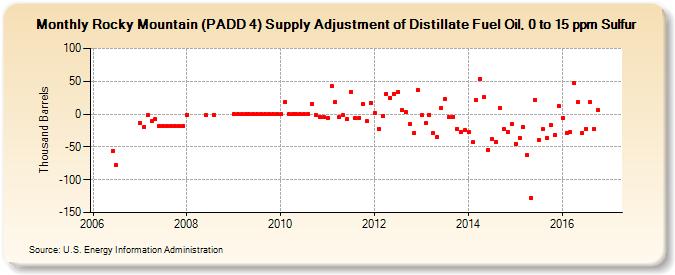 Monthly Rocky Mountain (PADD 4) Supply Adjustment of Distillate Fuel Oil, 0 to 15 ppm Sulfur
Thousand Barrels
100
50
0
-50
-100
-150
2006 2008 2010 2012 2014 2016
Source: U.S. Energy Information Administration